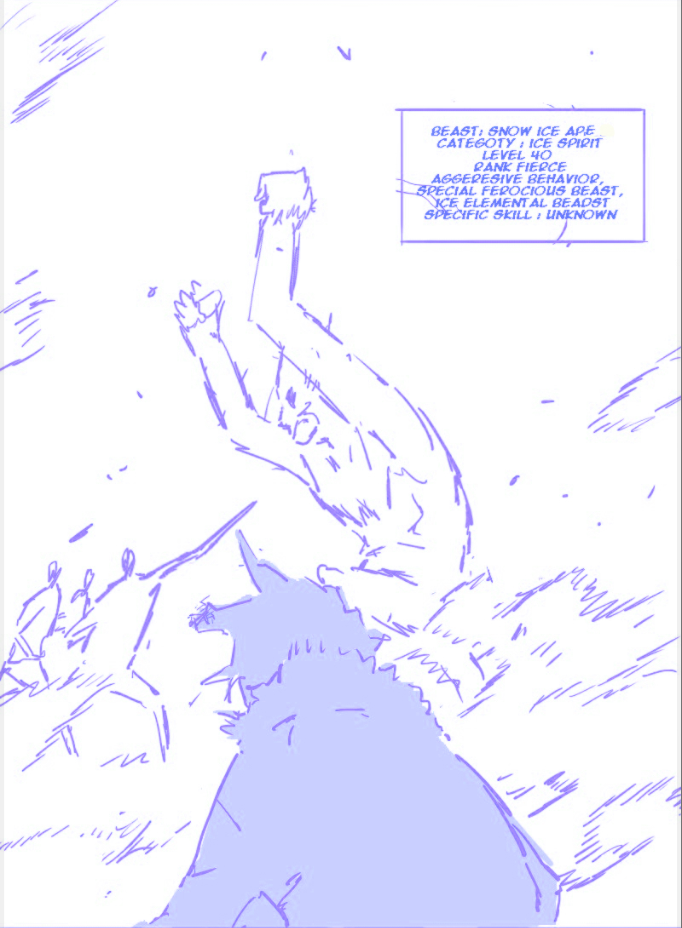 BEAST: SNOW ICE APE
CATEGOTY : ICE SPIRIT
LEVEL 40
RANK FIERCE
AGGERESIVE BEHAVIOR,
SPECIAL FEROCIOUS BEAST,
ICE ELEMENTAL BEADST
SPECIFIC SKILL : UNKNOWN